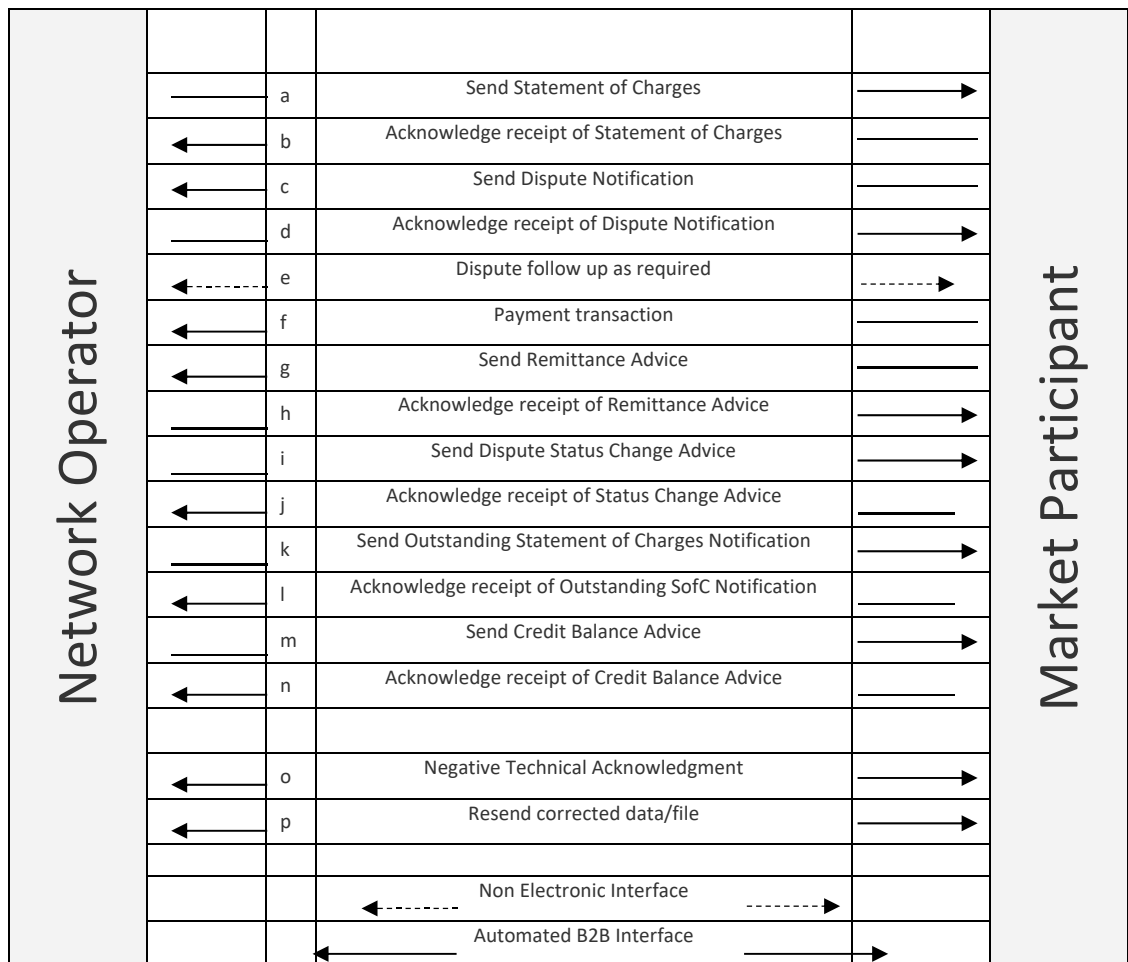 Network Operator
a Send Statement of Charges
b Acknowledge receipt of Statement of Charges
c Send Dispute Notification
d Acknowledge receipt of Dispute Notification
e Dispute follow up as required
f Payment transaction
g Send Remittance Advice
h Acknowledge receipt of Remittance Advice
i Send Dispute Status Change Advice
j Acknowledge receipt of Status Change Advice
k Send Outstanding Statement of Charges Notification
l Acknowledge receipt of Outstanding SofC Notification
m Send Credit Balance Advice
n Acknowledge receipt of Credit Balance Advice
o Negative Technical Acknowledgment
p Resend corrected data/file
Non Electronic Interface
Automated B2B Interface
Market Participant